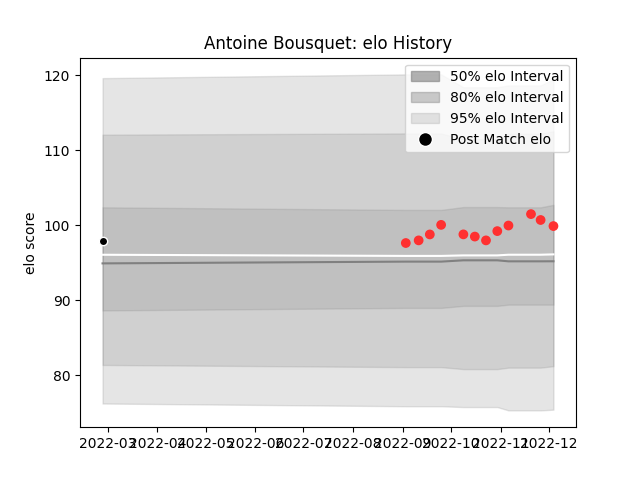 Antoine Bousquet: elo History
50% elo Interval
80% elo Interval
95% elo Interval
Post Match elo
elo score
120
110
100
90
80
2022-03 2022-04 2022-05 2022-06 2022-07 2022-08 2022-09 2022-10 2022-11 2022-12